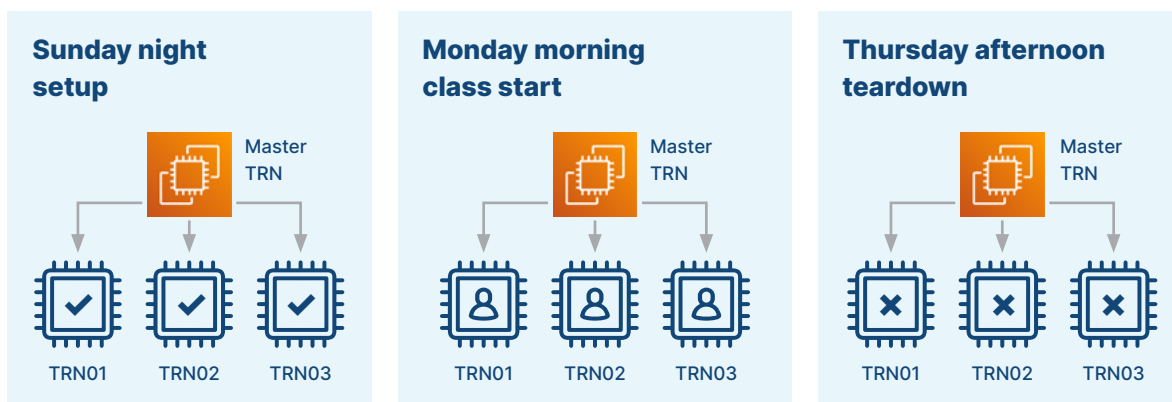 Sunday night
setup
Master
TRN
TRN01
TRN02
TRN03
Monday morning
class start
Master
TRN
TRN01
TRN02
TRN03
Thursday afternoon
teardown
Master
TRN
TRN01
TRN02
TRN03